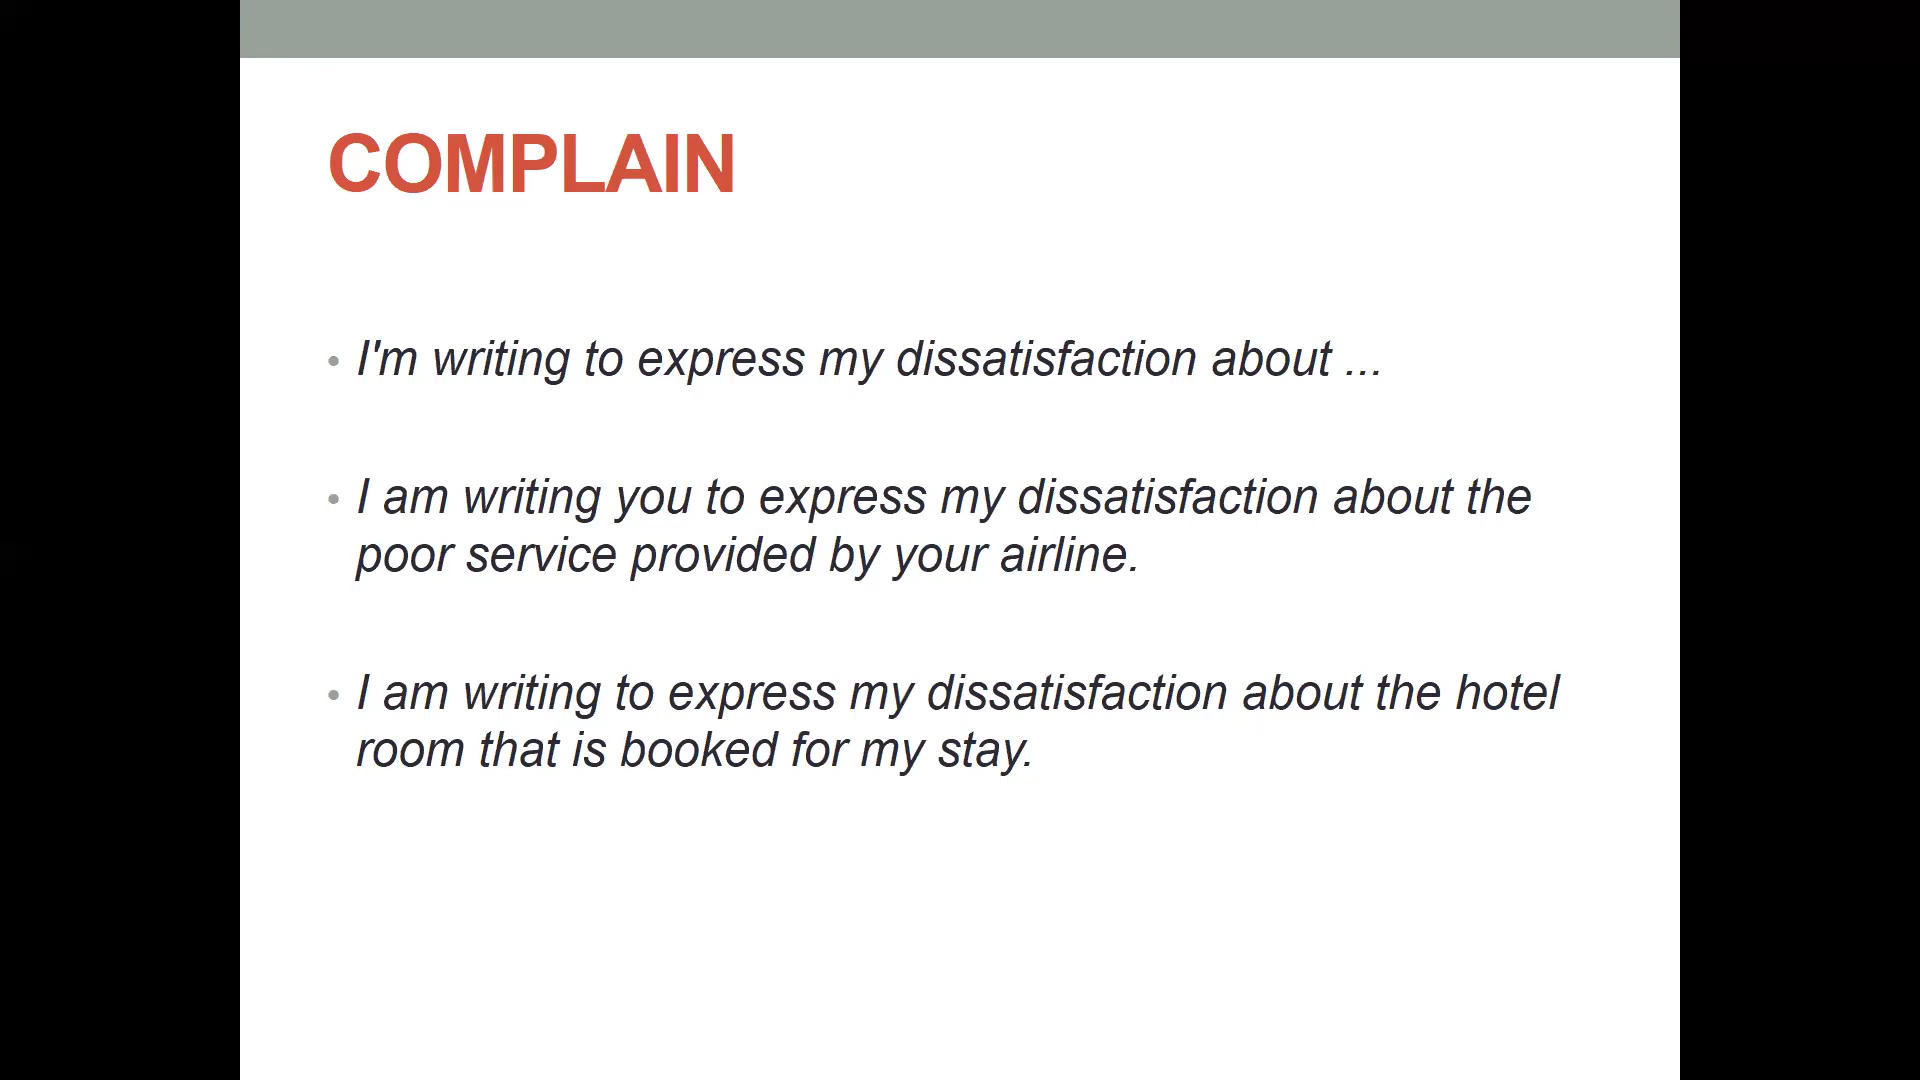 COMPLAIN
• I'm writing to express my dissatisfaction about ...
• I am writing you to express my dissatisfaction about the
poor service provided by your airline.
• I am writing to express my dissatisfaction about the hotel
room that is booked for my stay.